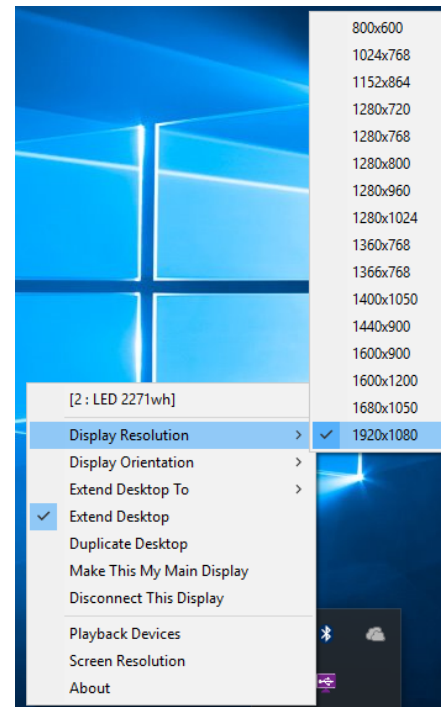 800x600
1024x768
1152x864
1280x720
1280x768
1280x800
1280x960
1280x1024
1360x768
1366x768
1400x1050
1440x900
1600x900
1600x1200
1680x1050
1920x1080
[2 : LED 2271wh]
Display Resolution
Display Orientation
Extend Desktop To
Extend Desktop
Duplicate Desktop
Make This My Main Display
Disconnect This Display
Playback Devices
Screen Resolution
About